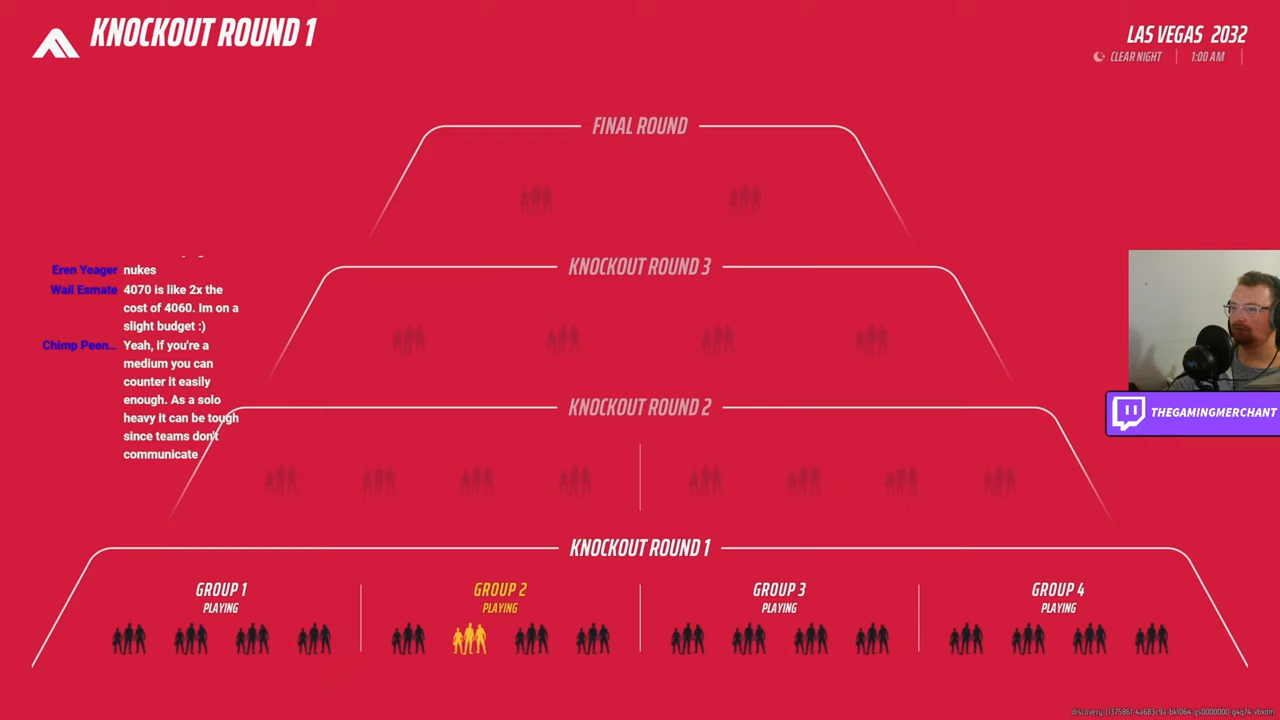 KNOCKOUT ROUND 1
LAS VEGAS 2032
CLEAR NIGHT
1:00 AM
FINAL ROUND
KNOCKOUT ROUND 3
Eren Yeager nukes
Wail Esmate 4070 is like 2x the
cost of 4060. Im on a
slight budget :)
Chimp Peen... Yeah, if you're a
medium you can
counter it easily
enough. As a solo
heavy It can be tough
since teams don't
communicate
THEGAMINGMERCHANT
KNOCKOUT ROUND 2
KNOCKOUT ROUND 1
GROUP 1
PLAYING
GROUP 2
PLAYING
GROUP 3
PLAYING
GROUP 4
PLAYING